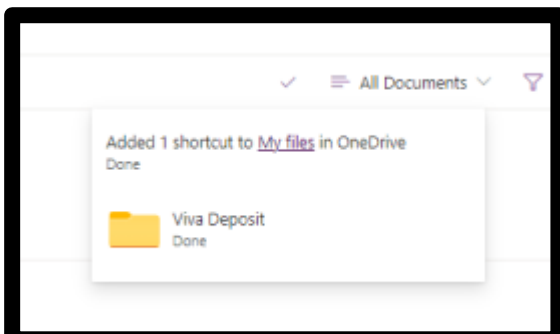 All Documents
Added 1 shortcut to My files in OneDrive
Done
Viva Deposit
Done